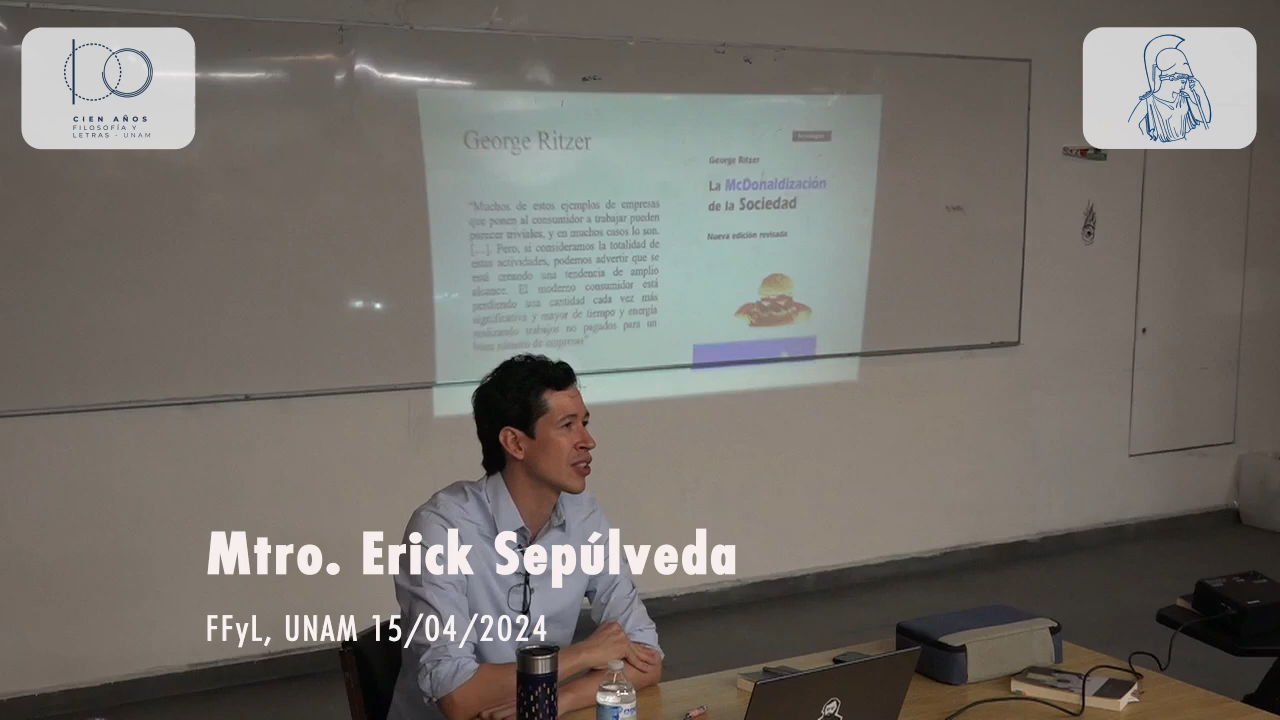 CIEN AÑOS
FILOSOFÍA Y
LETRAS · UNAM
George Ritzer
"Muchos de estos ejemplos de empresas
que ponen al consumidor a trabajar pueden
parecer triviales, y en muchos casos lo son.
[…]. Pero, si consideramos la totalidad de
estas actividades, podemos advertir que se
está creando una tendencia de amplio
alcance. El moderno consumidor está
perdiendo una cantidad cada vez más
significativa y mayor de tiempo y energía
realizando trabajos no pagados para un
buen número de empresas"
George Ritzer
La McDonaldización
de la Sociedad
Nueva edición revisada
Mtro. Erick Sepúlveda
FFyL, UNAM 15/04/2024